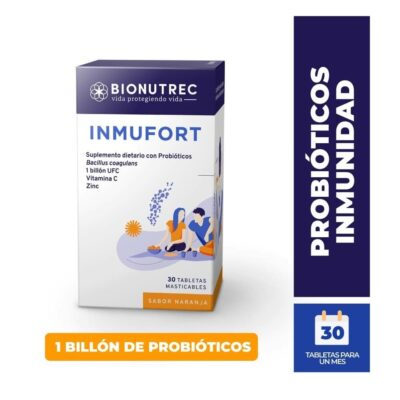 BIONUTREC
vida protegiendo vida
INMUFORT
Suplemento dietario con Probióticos
Bacillus coagulans
1 billón UFC
Vitamina C
Zinc
30 TABLETAS
MASTICABLES
SABOR NARANJA
1 BILLÓN DE PROBIÓTICOS
PROBIÓTICOS
INMUNIDAD
30
TABLETAS PARA
UN MES